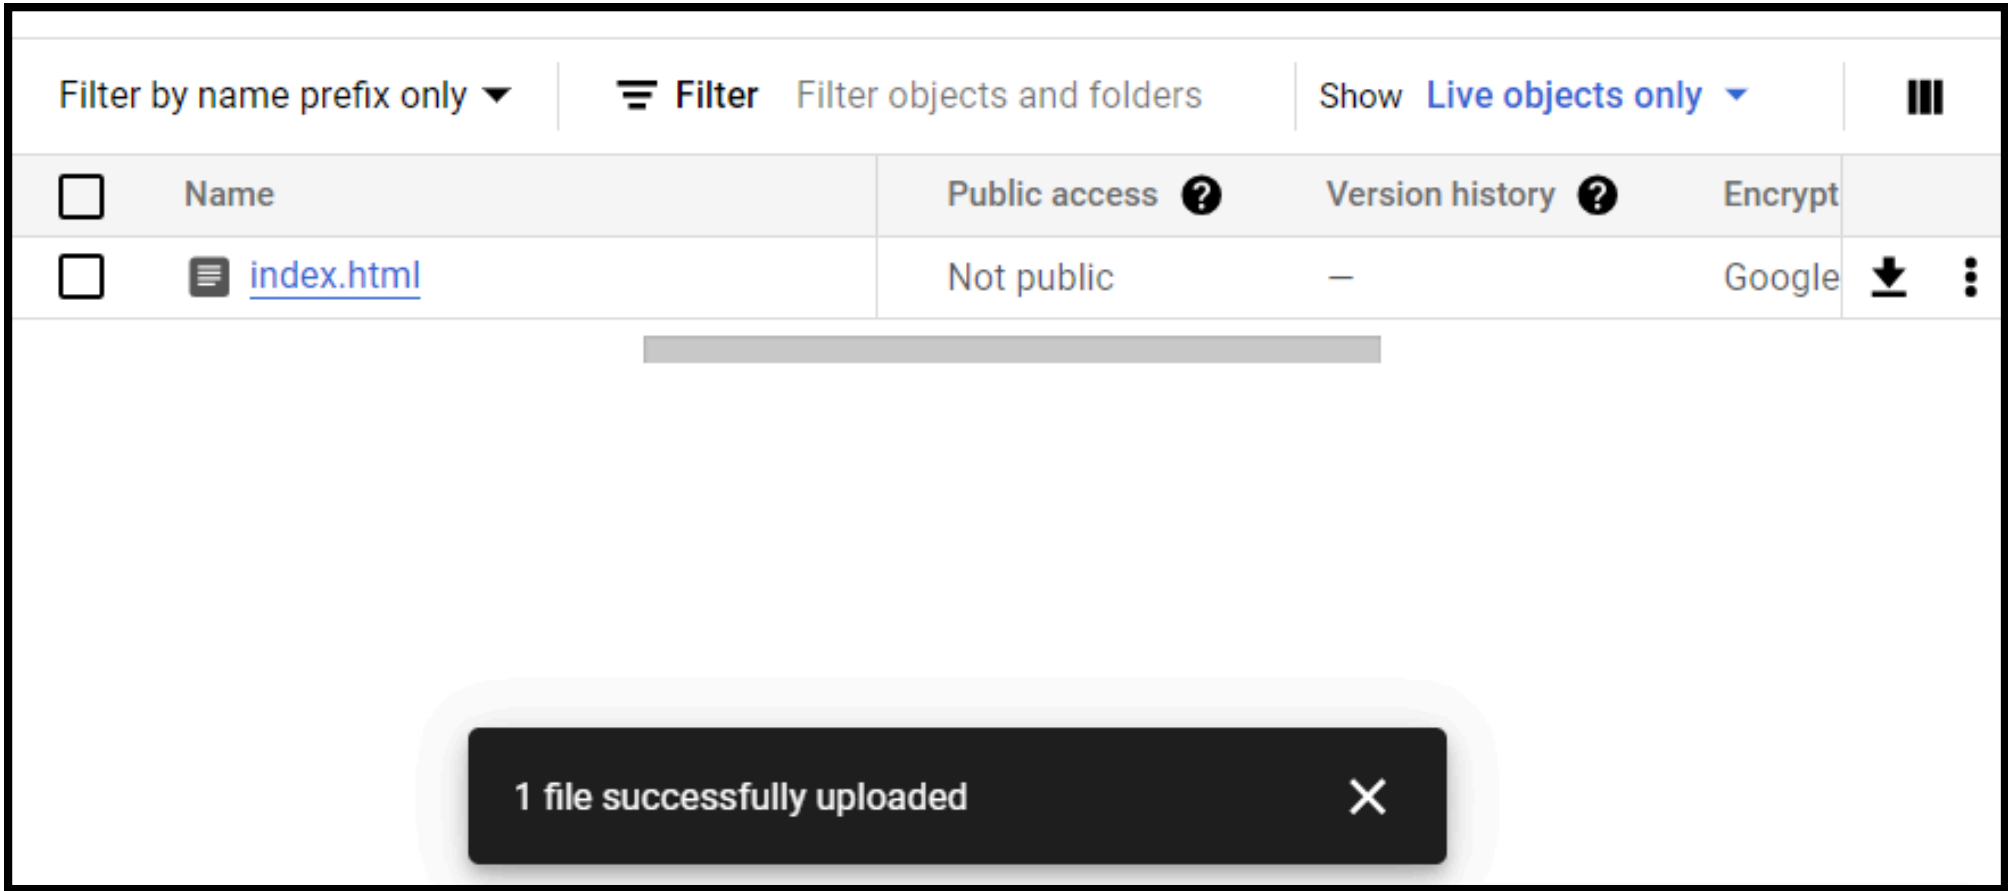 Filter by name prefix only Filter Filter objects and folders Show Live objects only
Name Public access ? Version history ? Encrypt
index.html Not public — Google
1 file successfully uploaded